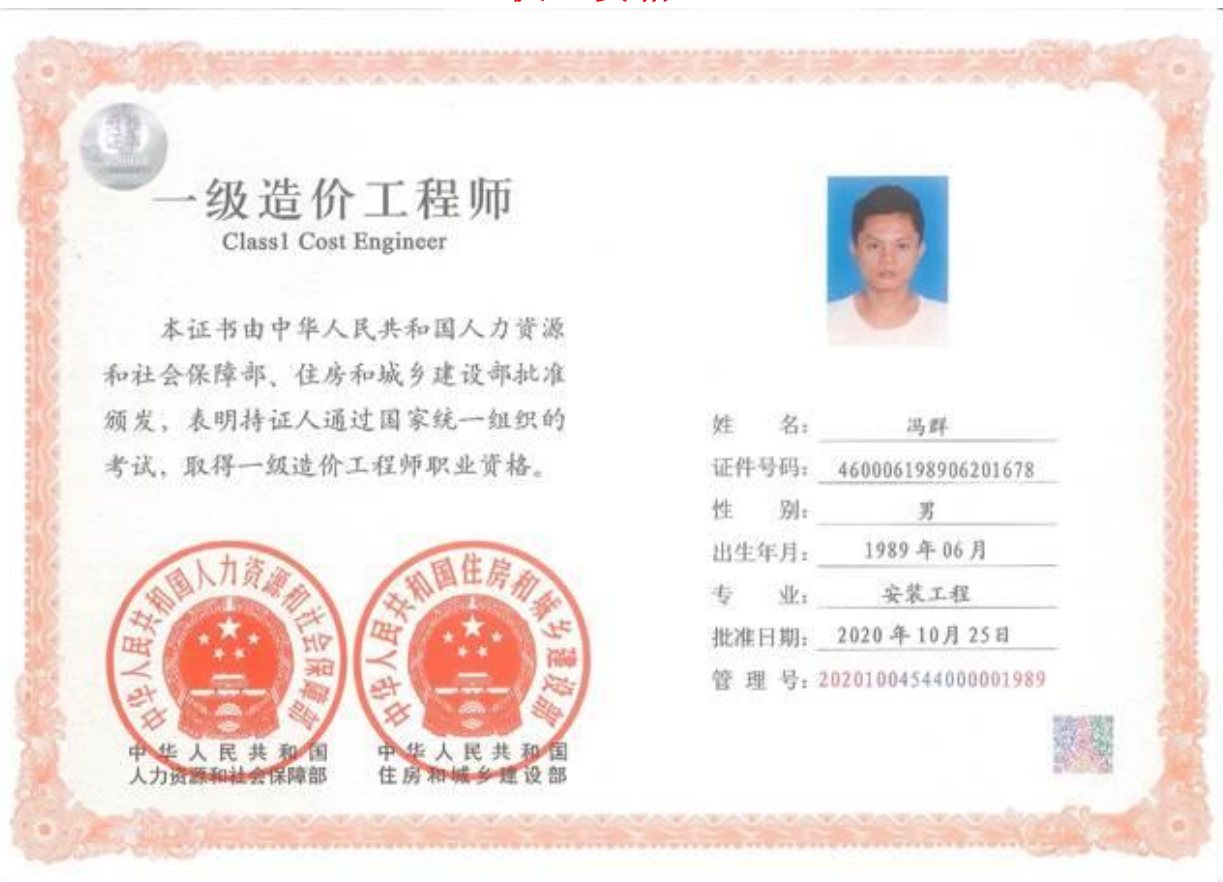 一级造价工程师
Class1 Cost Engineer
本证书由中华人民共和国人力资源
和社会保障部、住房和城乡建设部批准
颁发，表明持证人通过国家统一组织的
考试，取得一级造价工程师职业资格。
中华人民共和国人力资源和社会保障部
中华人民共和国住房和城乡建设部
中华人民共和国
人力资源和社会保障部
中华人民共和国
住房和城乡建设部
姓 名：冯群
证件号码：460006198906201678
性 别：男
出生年月：1989年06月
专 业：安装工程
批准日期：2020年10月25日
管 理 号：20201004544000001989